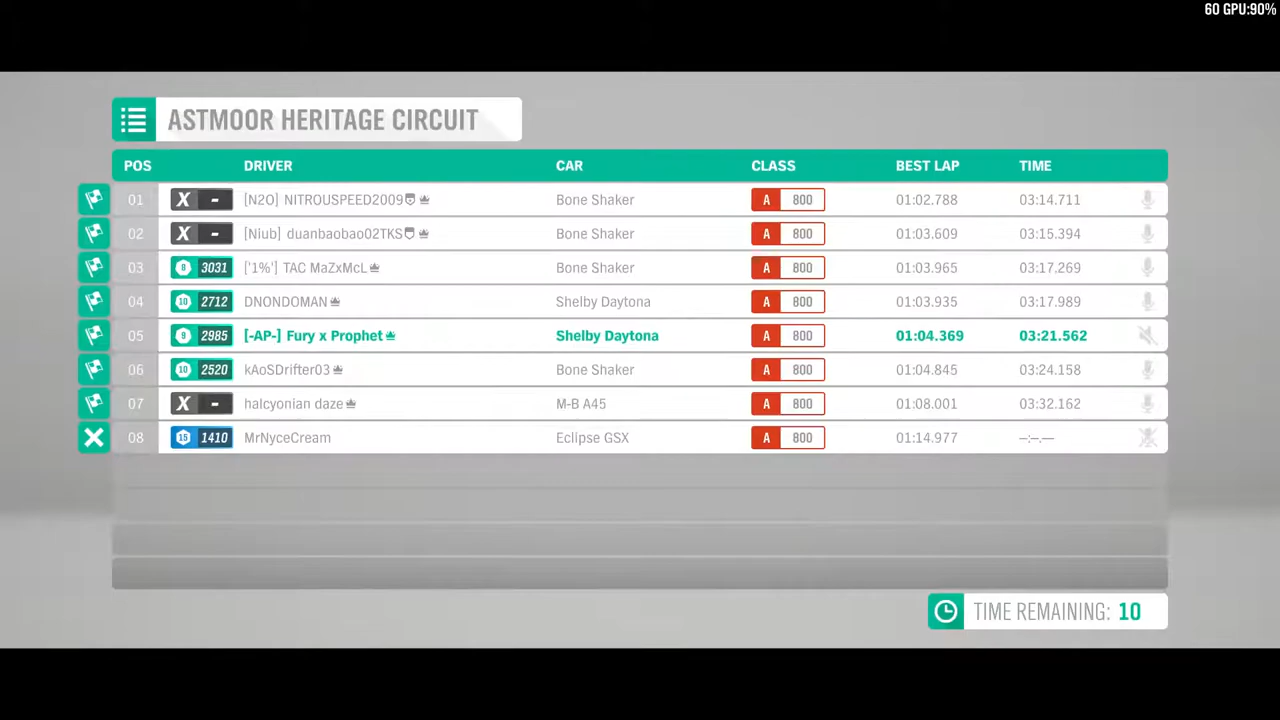 60 GPU:90%
ASTMOOR HERITAGE CIRCUIT
POS DRIVER CAR CLASS BEST LAP TIME
01 X - [N2O] NITROUSPEED2009 Bone Shaker A 800 01:02.788 03:14.711
02 X - [Niub] duanbaobao02TKS Bone Shaker A 800 01:03.609 03:15.394
03 8 3031 ['1%'] TAC MaZxMcL Bone Shaker A 800 01:03.965 03:17.269
04 10 2712 DNONDOMAN Shelby Daytona A 800 01:03.935 03:17.989
05 9 2985 [-AP-] Fury x Prophet Shelby Daytona A 800 01:04.369 03:21.562
06 10 2520 kAoSDrifter03 Bone Shaker A 800 01:04.845 03:24.158
07 X - halcyonian daze M-B A45 A 800 01:08.001 03:32.162
08 15 1410 MrNyceCream Eclipse GSX A 800 01:14.977 --:--.---
TIME REMAINING: 10